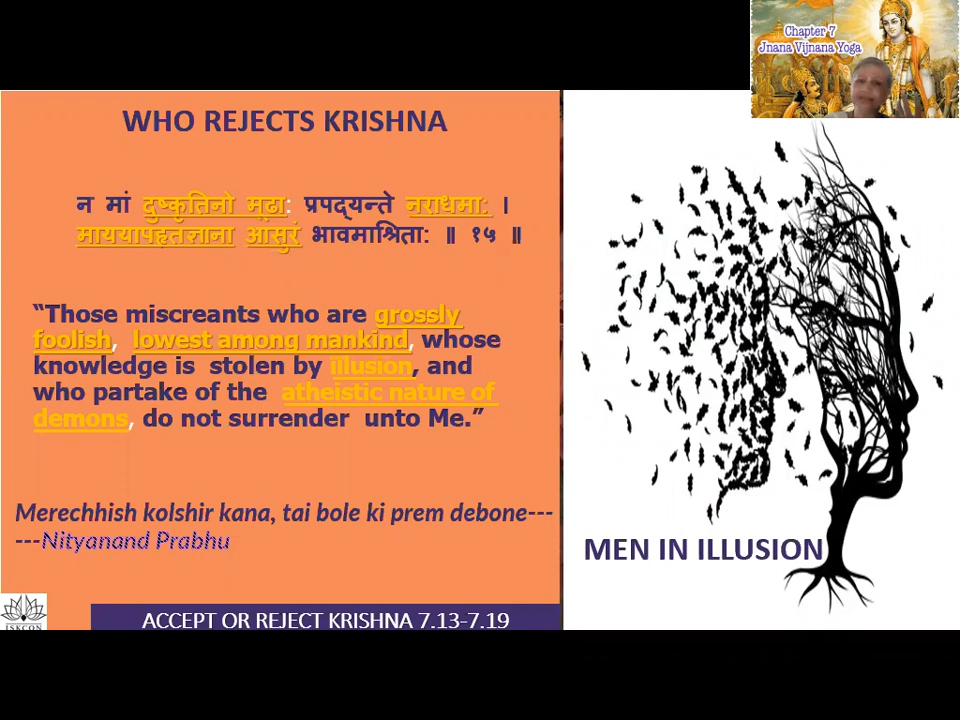 Chapter 7
Jnana Vijnana Yoga
WHO REJECTS KRISHNA
न मां दुष्कृतिनो मूढा: प्रपद्यन्ते नराधमा: ।
माययापहृतज्ञाना आसुरं भावमाश्रिता: ॥ १५ ॥
“Those miscreants who are grossly
foolish, lowest among mankind, whose
knowledge is stolen by illusion, and
who partake of the atheistic nature of
demons, do not surrender unto Me.”
Merechhish kolshir kana, tai bole ki prem debone---
---Nityanand Prabhu
MEN IN ILLUSION
ISKCON
ACCEPT OR REJECT KRISHNA 7.13-7.19